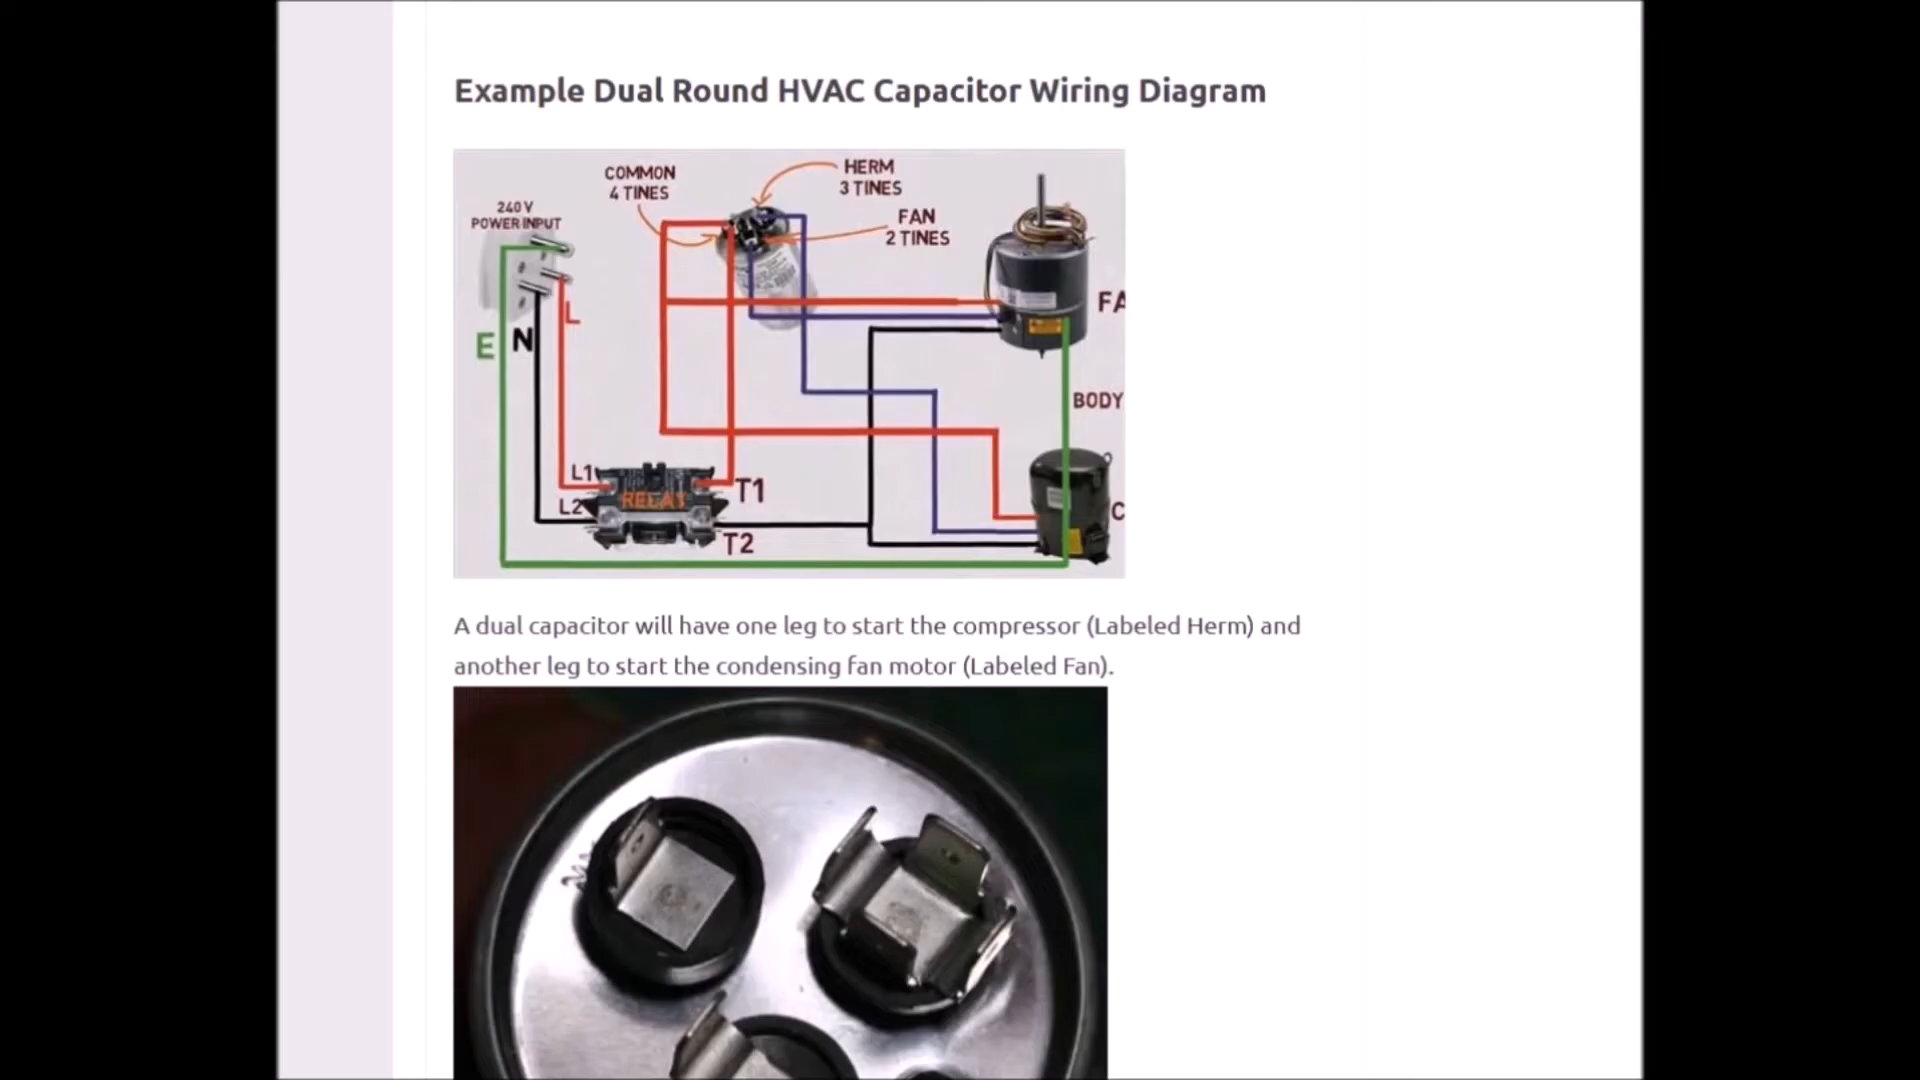 Example Dual Round HVAC Capacitor Wiring Diagram
COMMON
4 TINES
HERM
3 TINES
240 V
POWER INPUT
FAN
2 TINES
FA
L
E
N
BODY
L1
RELAY
T1
L2
C
T2
A dual capacitor will have one leg to start the compressor (Labeled Herm) and
another leg to start the condensing fan motor (Labeled Fan).